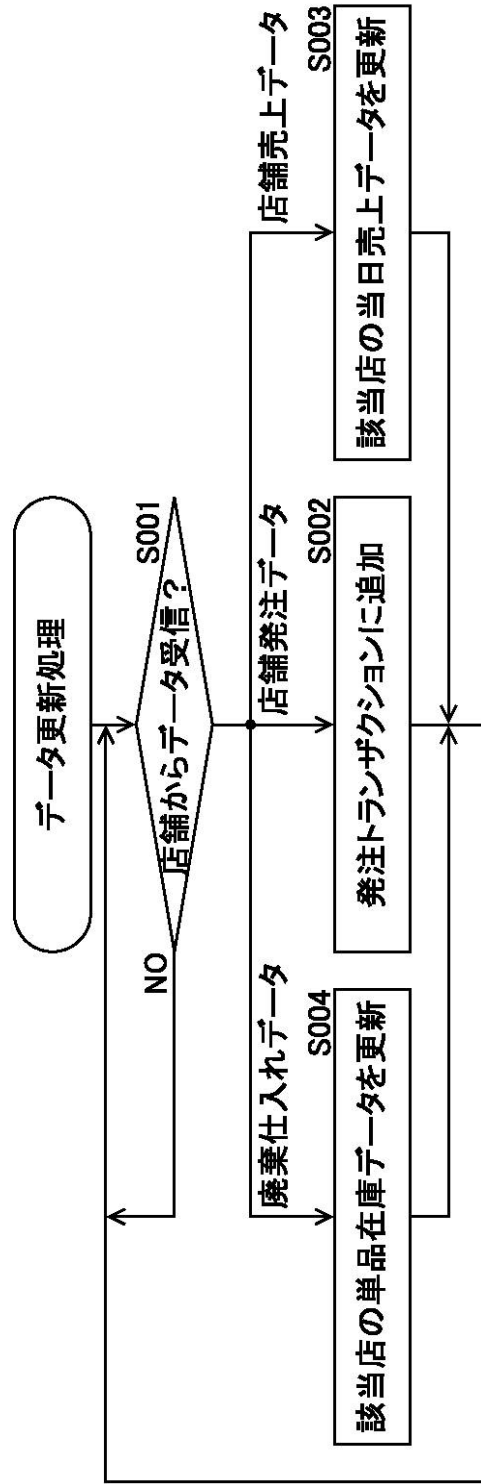 データ更新処理
S001
店舗からデータ受信？
NO
廃棄仕入れデータ
店舗発注データ
店舗売上データ
S004
該当店の単品在庫データを更新
S002
発注トランザクションに追加
S003
該当店の当日売上データを更新